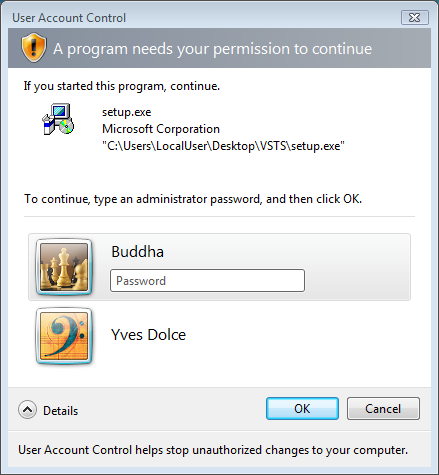 User Account Control
A program needs your permission to continue
If you started this program, continue.
setup.exe
Microsoft Corporation
"C:\Users\LocalUser\Desktop\VSTS\setup.exe"
To continue, type an administrator password, and then click OK.
Buddha
Password
Yves Dolce
Details
OK
Cancel
User Account Control helps stop unauthorized changes to your computer.